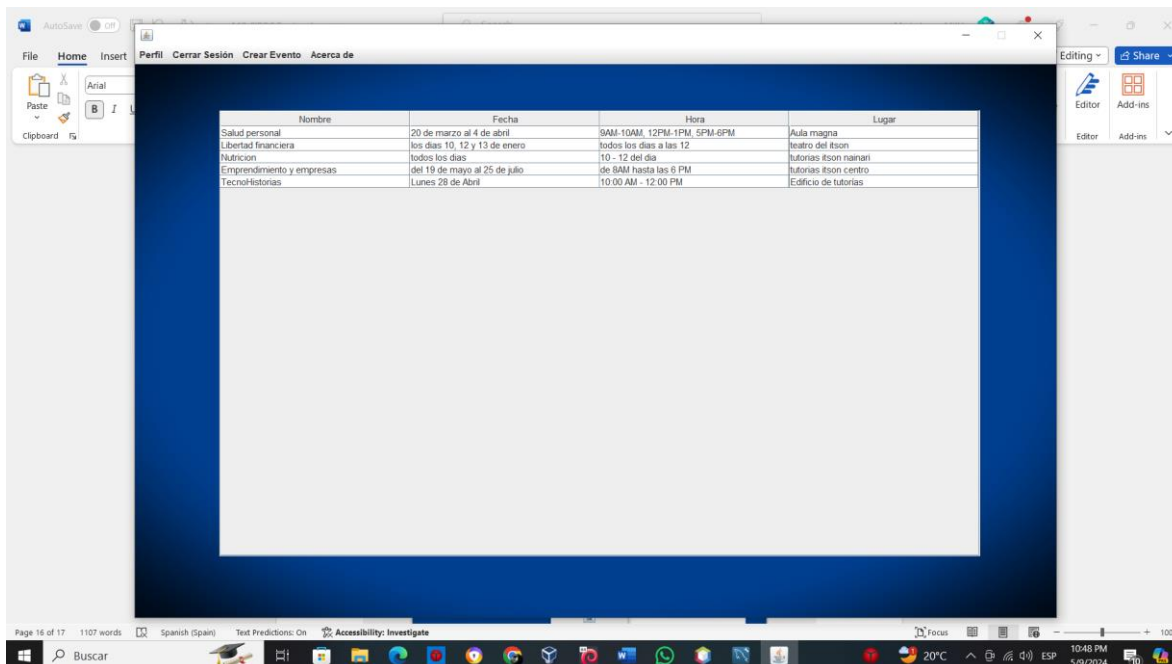 AutoSave Off
File Home Insert
Perfil Cerrar Sesión Crear Evento Acerca de
Editing Share
Paste
Arial
B I U
Editor Add-ins
Clipboard
Editor Add-ins
Nombre Fecha Hora Lugar
Salud personal 20 de marzo al 4 de abril 9AM-10AM, 12PM-1PM, 5PM-6PM Aula magna
Libertad financiera los dias 10, 12 y 13 de enero todos los dias a las 12 teatro del itson
Nutricion todos los dias 10 - 12 del dia tutorias itson nainari
Emprendimiento y empresas del 19 de mayo al 25 de julio de 8AM hasta las 6 PM tutorias itson centro
TecnoHistorias Lunes 28 de Abril 10:00 AM - 12:00 PM Edificio de tutorías
Page 16 of 17 1107 words Spanish (Spain) Text Predictions: On Accessibility: Investigate Focus 100
Buscar 20°C ESP 10:48 PM
5/9/2024